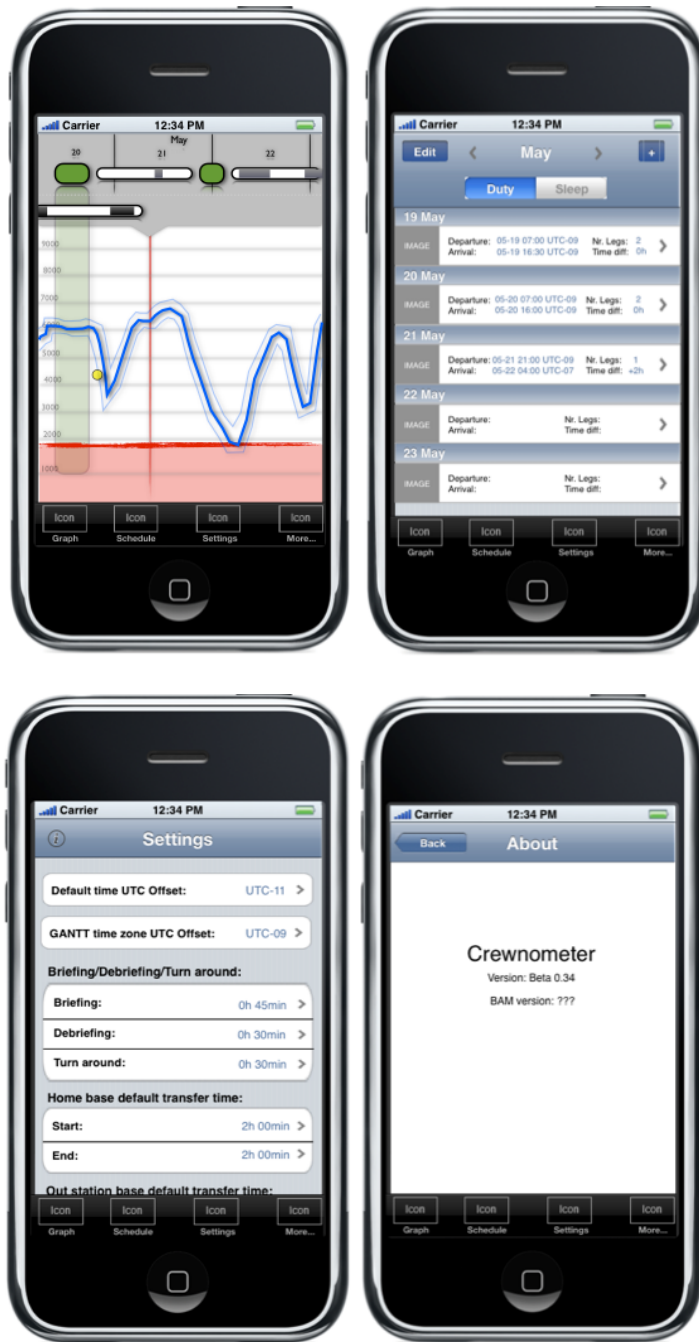 Carrier 12:34 PM
May
20 21 22
9000
8000
7000
6000
5000
4000
3000
2000
1000
Icon Icon Icon Icon
Graph Schedule Settings More...
Carrier 12:34 PM
Edit May +
Duty Sleep
19 May
IMAGE
Departure: 05-19 07:00 UTC-09 Nr. Legs: 2
Arrival: 05-19 16:30 UTC-09 Time diff: 0h
20 May
IMAGE
Departure: 05-20 07:00 UTC-09 Nr. Legs: 2
Arrival: 05-20 16:00 UTC-09 Time diff: 0h
21 May
IMAGE
Departure: 05-21 21:00 UTC-09 Nr. Legs: 1
Arrival: 05-22 04:00 UTC-07 Time diff: +2h
22 May
IMAGE
Departure: Nr. Legs:
Arrival: Time diff:
23 May
IMAGE
Departure: Nr. Legs:
Arrival: Time diff:
Icon Icon Icon Icon
Graph Schedule Settings More...
Carrier 12:34 PM
i Settings
Default time UTC Offset: UTC-11
GANTT time zone UTC Offset: UTC-09
Briefing/Debriefing/Turn around:
Briefing: 0h 45min
Debriefing: 0h 30min
Turn around: 0h 30min
Home base default transfer time:
Start: 2h 00min
End: 2h 00min
Out station base default transfer time:
Icon Icon Icon Icon
Graph Schedule Settings More...
Carrier 12:34 PM
Back About
Crewnometer
Version: Beta 0.34
BAM version: ???
Icon Icon Icon Icon
Graph Schedule Settings More...